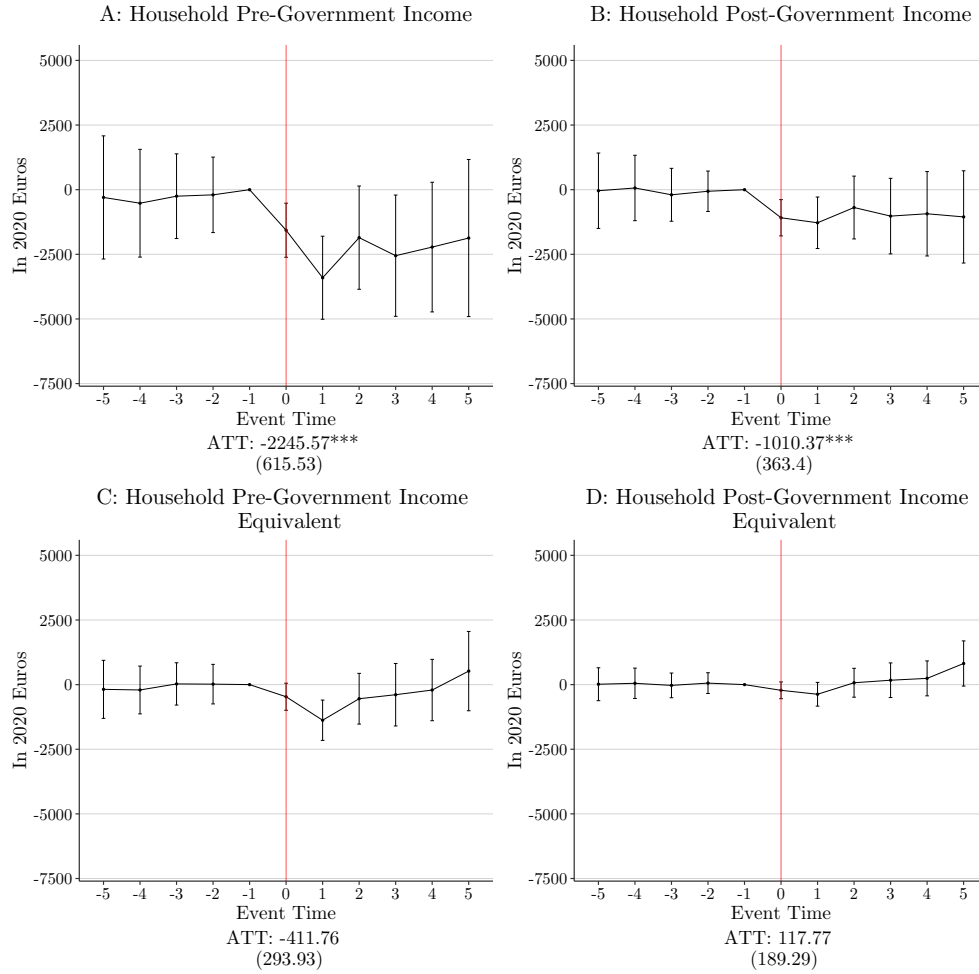 A: Household Pre-Government Income
5000
2500
0
-2500
-5000
-7500
In 2020 Euros
-5 -4 -3 -2 -1 0 1 2 3 4 5
Event Time
ATT: -2245.57***
(615.53)
B: Household Post-Government Income
5000
2500
0
-2500
-5000
-7500
In 2020 Euros
-5 -4 -3 -2 -1 0 1 2 3 4 5
Event Time
ATT: -1010.37***
(363.4)
C: Household Pre-Government Income
Equivalent
5000
2500
0
-2500
-5000
-7500
In 2020 Euros
-5 -4 -3 -2 -1 0 1 2 3 4 5
Event Time
ATT: -411.76
(293.93)
D: Household Post-Government Income
Equivalent
5000
2500
0
-2500
-5000
-7500
In 2020 Euros
-5 -4 -3 -2 -1 0 1 2 3 4 5
Event Time
ATT: 117.77
(189.29)